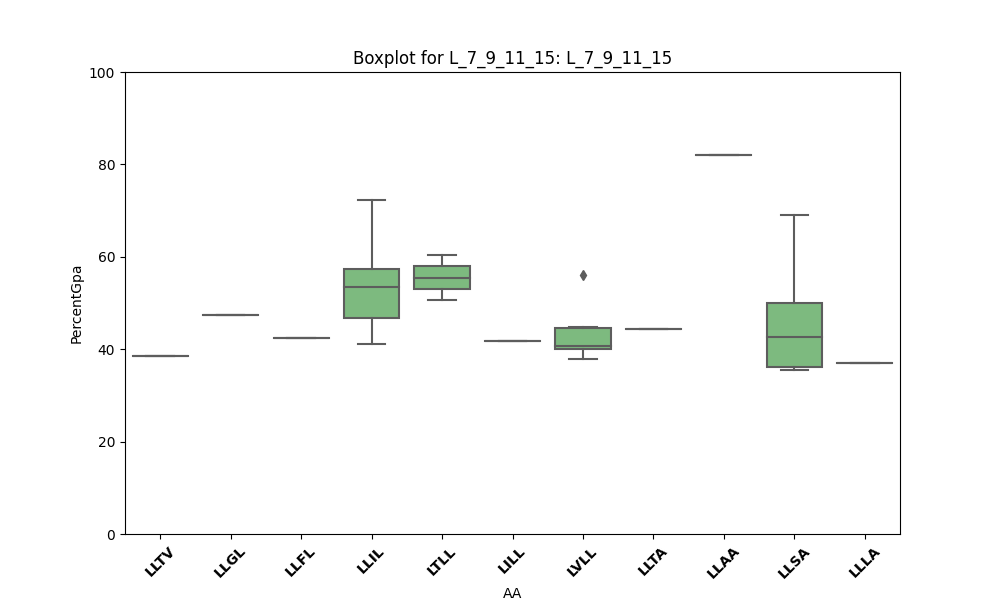 Boxplot for L_7_9_11_15: L_7_9_11_15
100
80
60
40
20
0
PercentGpa
LLTV LLGL LLFL LLIL LTLL LILL LVLL LLTA LLAA LLSA LLLA
AA